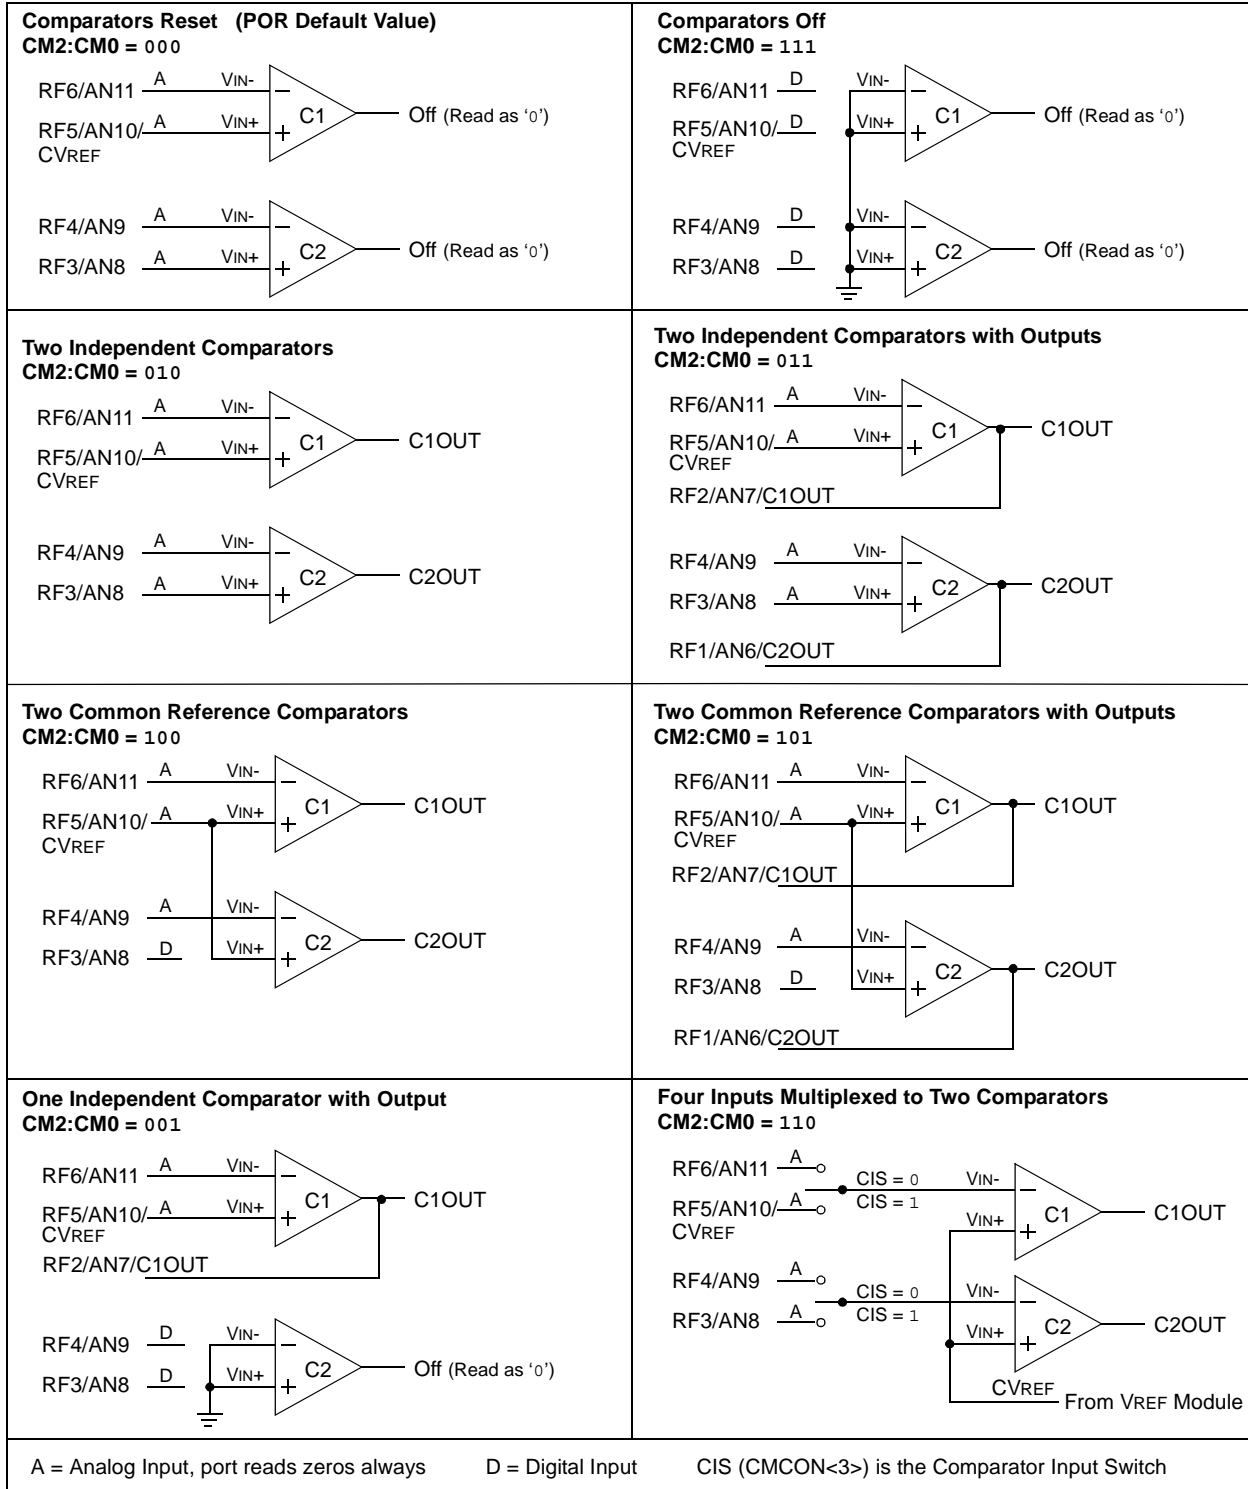 Comparators Reset (POR Default Value)
CM2:CM0 = 000
RF6/AN11 A VIN-
RF5/AN10/ A VIN+
CVREF
C1
Off (Read as '0')
RF4/AN9 A VIN-
RF3/AN8 A VIN+
C2
Off (Read as '0')
Comparators Off
CM2:CM0 = 111
RF6/AN11 D VIN-
RF5/AN10/ D VIN+
CVREF
C1
Off (Read as '0')
RF4/AN9 D VIN-
RF3/AN8 D VIN+
C2
Off (Read as '0')
Two Independent Comparators
CM2:CM0 = 010
RF6/AN11 A VIN-
RF5/AN10/ A VIN+
CVREF
C1
C1OUT
RF4/AN9 A VIN-
RF3/AN8 A VIN+
C2
C2OUT
Two Independent Comparators with Outputs
CM2:CM0 = 011
RF6/AN11 A VIN-
RF5/AN10/ A VIN+
CVREF
C1
C1OUT
RF2/AN7/C1OUT
RF4/AN9 A VIN-
RF3/AN8 A VIN+
C2
C2OUT
RF1/AN6/C2OUT
Two Common Reference Comparators
CM2:CM0 = 100
RF6/AN11 A VIN-
RF5/AN10/ A VIN+
CVREF
C1
C1OUT
RF4/AN9 A VIN-
RF3/AN8 D VIN+
C2
C2OUT
Two Common Reference Comparators with Outputs
CM2:CM0 = 101
RF6/AN11 A VIN-
RF5/AN10/ A VIN+
CVREF
C1
C1OUT
RF2/AN7/C1OUT
RF4/AN9 A VIN-
RF3/AN8 D VIN+
C2
C2OUT
RF1/AN6/C2OUT
One Independent Comparator with Output
CM2:CM0 = 001
RF6/AN11 A VIN-
RF5/AN10/ A VIN+
CVREF
C1
C1OUT
RF2/AN7/C1OUT
RF4/AN9 D VIN-
RF3/AN8 D VIN+
C2
Off (Read as '0')
Four Inputs Multiplexed to Two Comparators
CM2:CM0 = 110
RF6/AN11 A
CIS = 0 VIN-
RF5/AN10/ A CIS = 1
CVREF
VIN+
C1
C1OUT
RF4/AN9 A
CIS = 0 VIN-
RF3/AN8 A CIS = 1
VIN+
C2
C2OUT
CVREF
From VREF Module
A = Analog Input, port reads zeros always D = Digital Input CIS (CMCON<3>) is the Comparator Input Switch